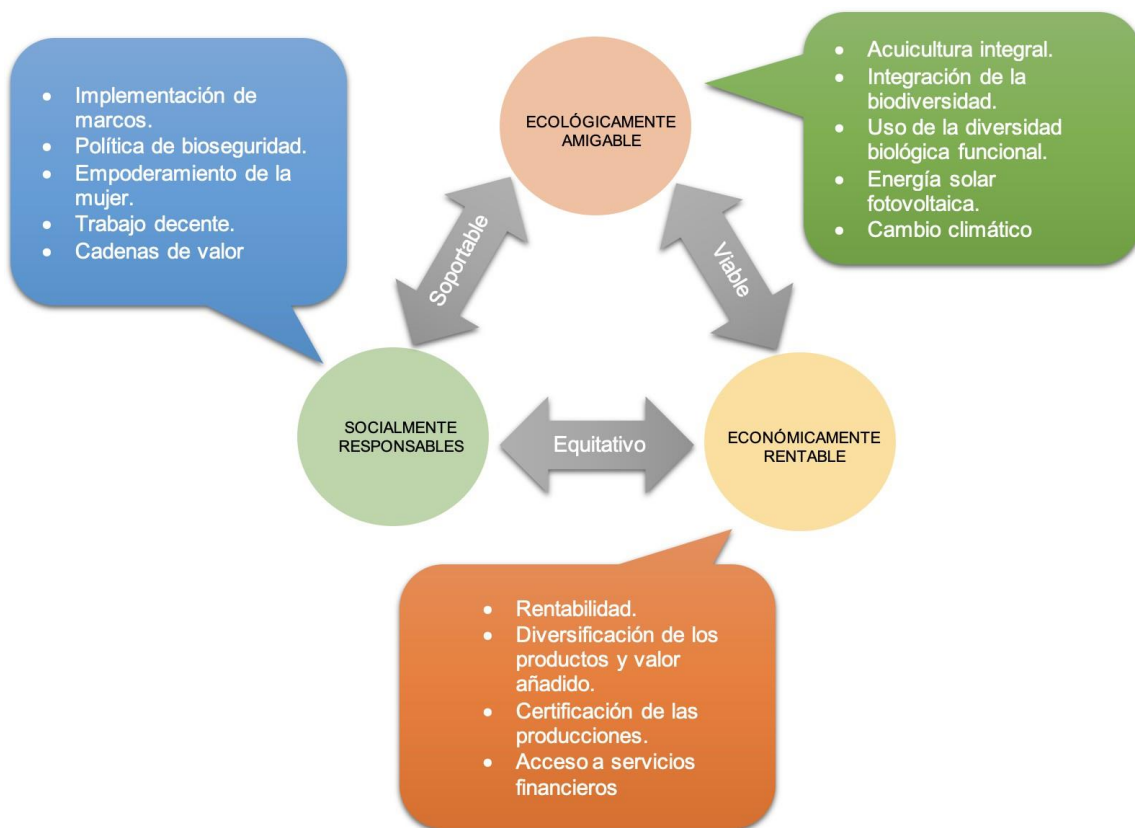 • Implementación de
marcos.
• Política de bioseguridad.
• Empoderamiento de la
mujer.
• Trabajo decente.
• Cadenas de valor
ECOLÓGICAMENTE
AMIGABLE
• Acuicultura integral.
• Integración de la
biodiversidad.
• Uso de la diversidad
biológica funcional.
• Energía solar
fotovoltaica.
• Cambio climático
Soportable
Viable
SOCIALMENTE
RESPONSABLES
Equitativo
ECONÓMICAMENTE
RENTABLE
• Rentabilidad.
• Diversificación de los
productos y valor
añadido.
• Certificación de las
producciones.
• Acceso a servicios
financieros